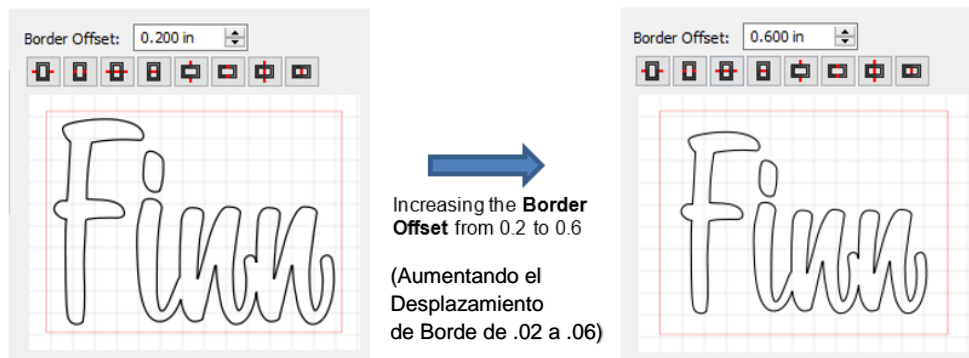 Border Offset: 0.200 in
Finn
Increasing the Border
Offset from 0.2 to 0.6
(Aumentando el
Desplazamiento
de Borde de .02 a .06)
Border Offset: 0.600 in
Finn